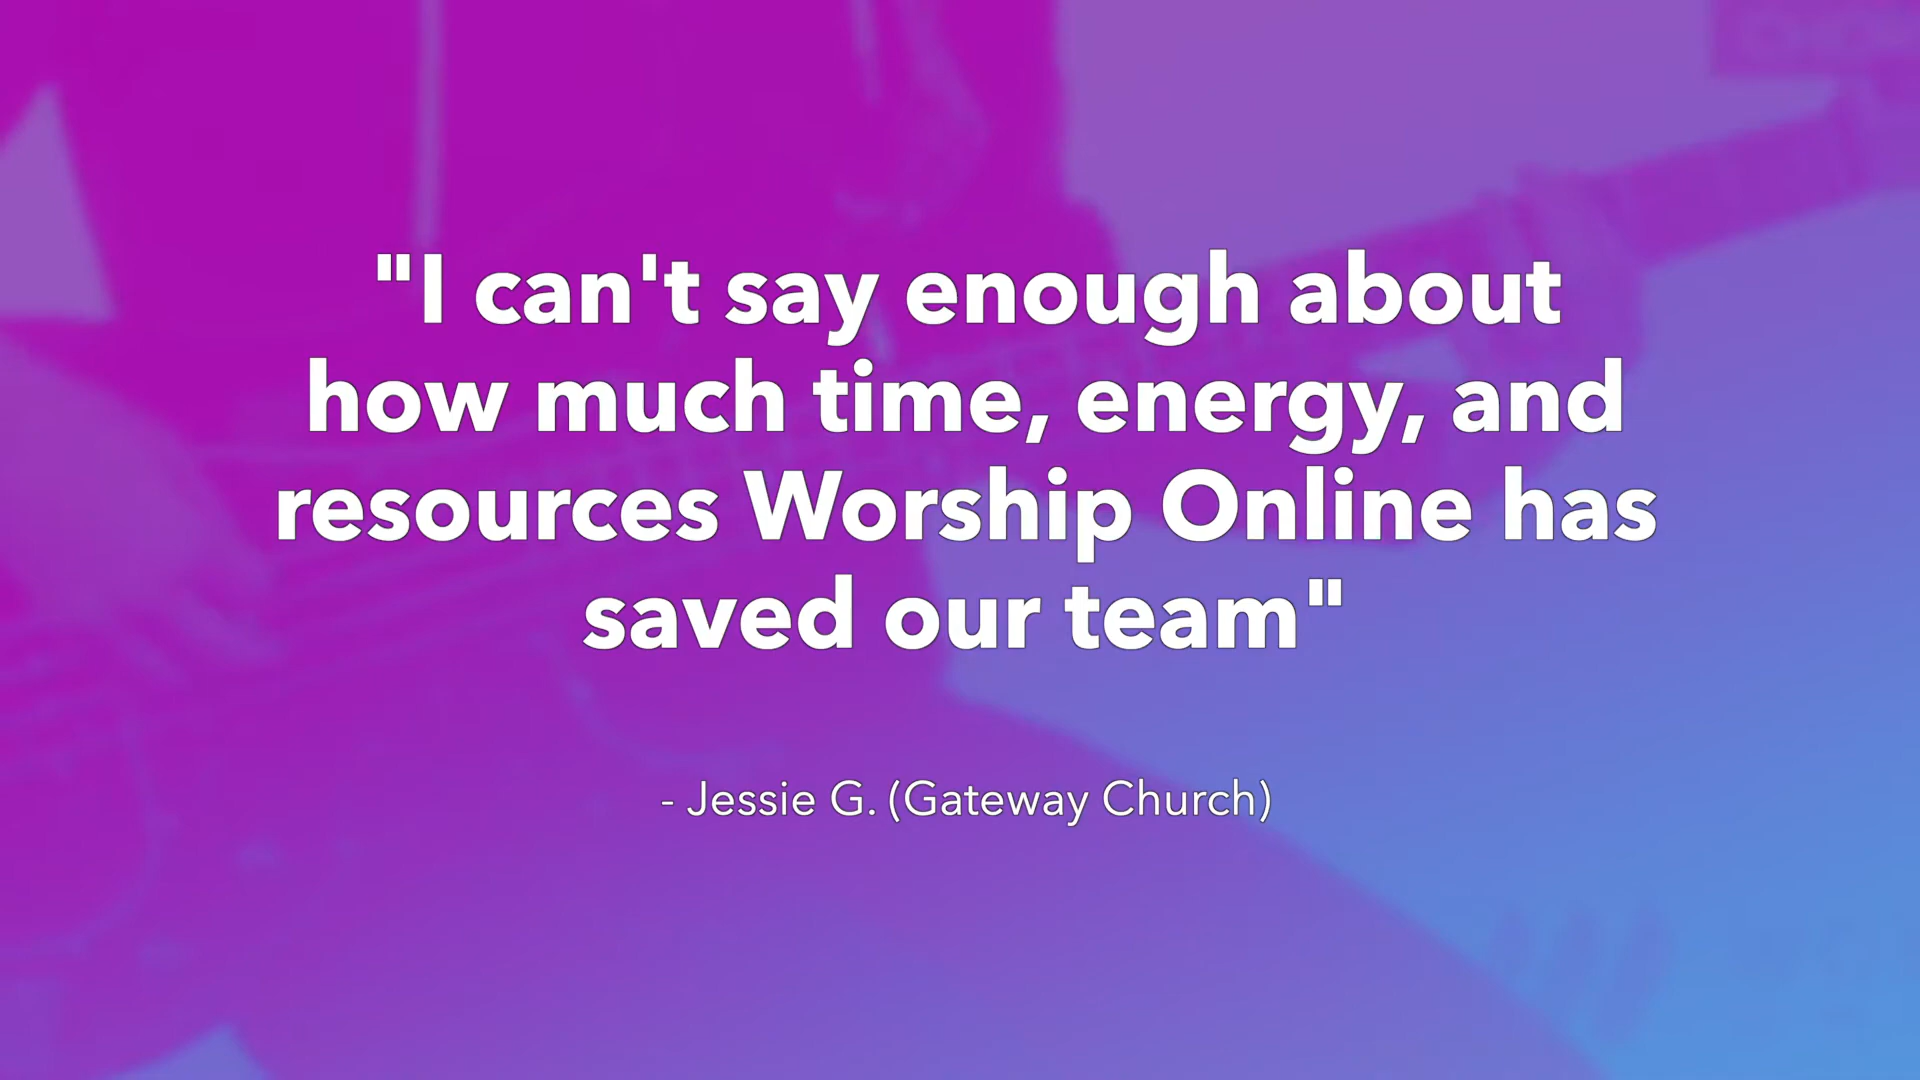 "I can't say enough about
how much time, energy, and
resources Worship Online has
saved our team"
- Jessie G. (Gateway Church)